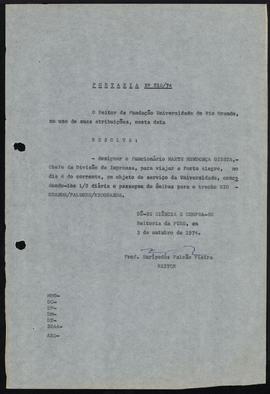 PORTARIA Nº 510/74
O Reitor da Fundação Universidade do Rio Grande,
no uso de suas atribuições, nesta data
RESOLVE:
- designar o funcionário MENDONÇA
Chefe da Divisão de Imprensa, para viajar a Porto Alegre, no
dia 4 do corrente, em objeto de serviço da Universidade, conce
dendo-lhe 1/2 diária e passagem de ônibus para o trecho RIO
GRANDE/PALEGRE/RIOGRANDE.
DÊ-SE CIÊNCIA E CUMPRA-SE
Reitoria da FURG, em
3 de outubro de 1974.
Prof. Eurípedes Falcão Vieira
REITOR